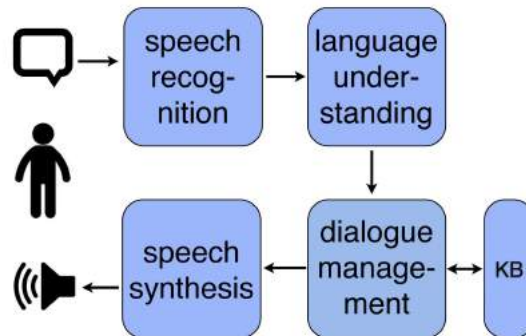 speech
recog-
nition
language
under-
standing
speech
synthesis
dialogue
manage-
ment
KB